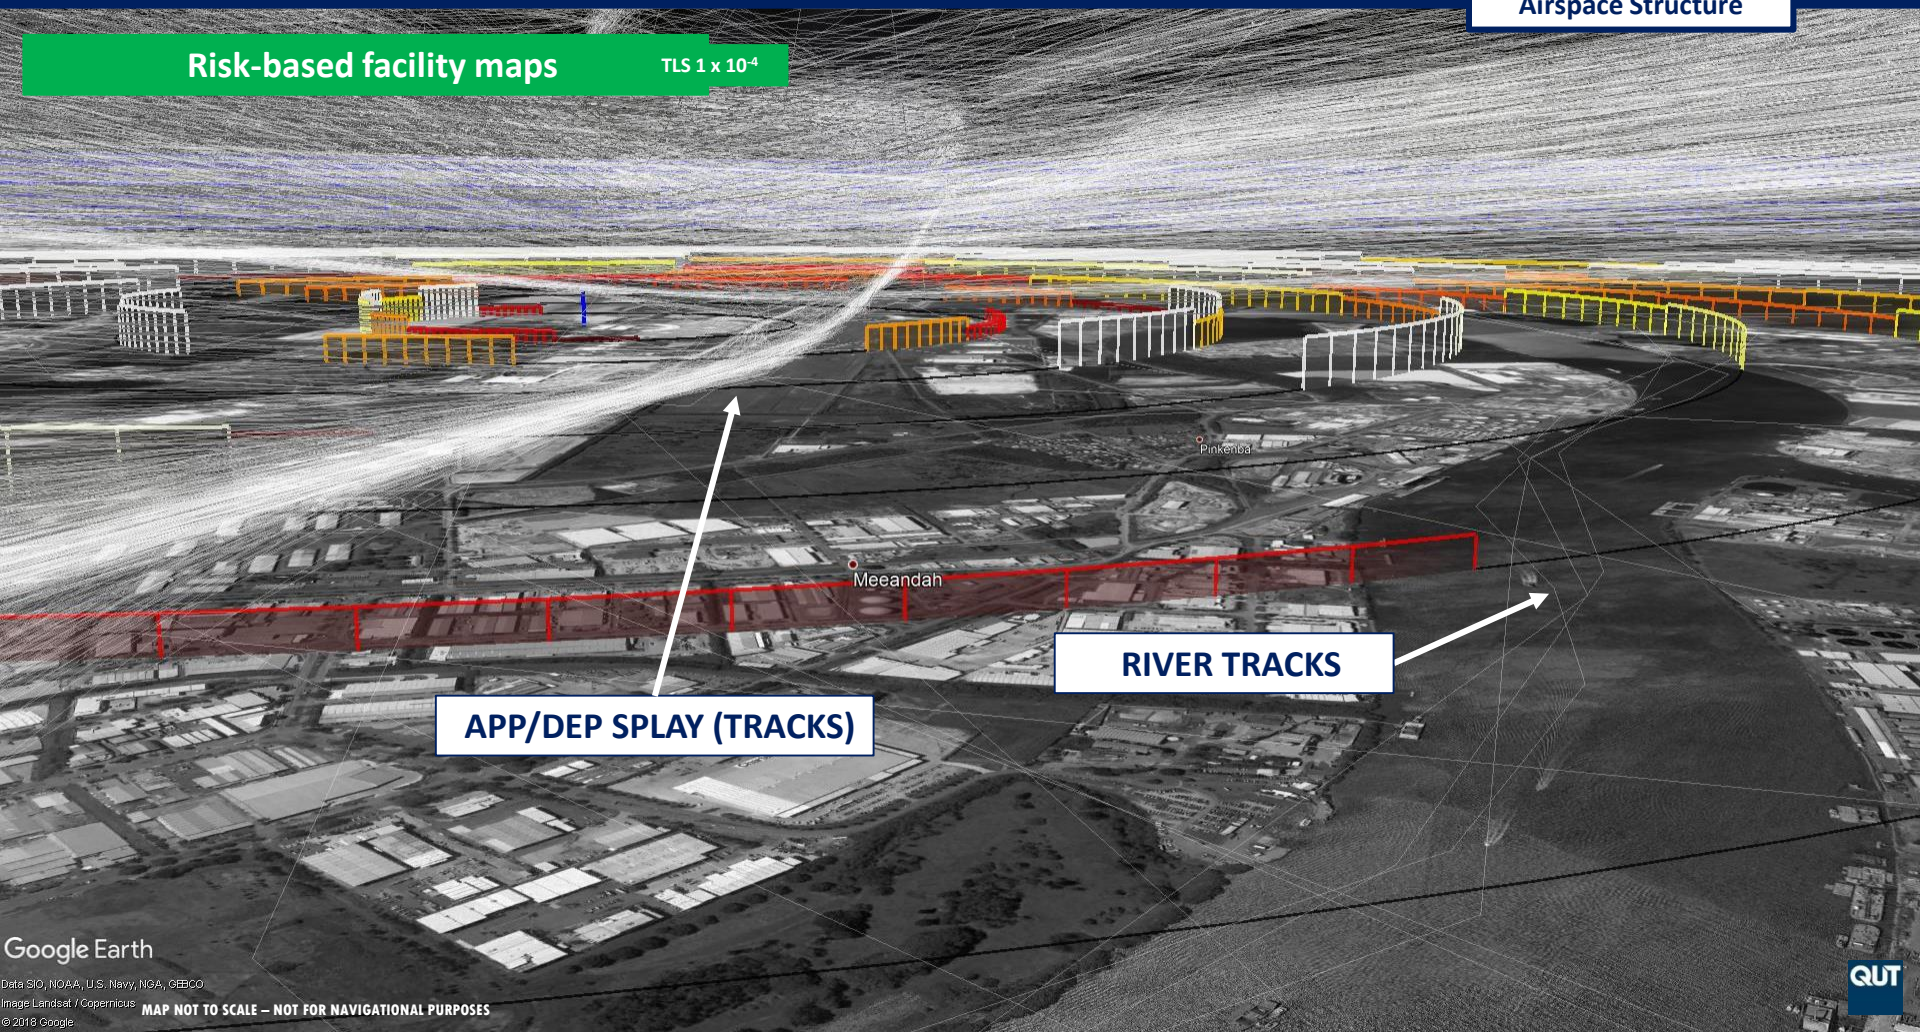 Airspace Structure
Risk-based facility maps
TLS 1 x 10⁻⁴
Pinkenba
Meeandah
RIVER TRACKS
APP/DEP SPLAY (TRACKS)
Google Earth
Data SIO, NOAA, U.S. Navy, NGA, GEBCO
Image Landsat / Copernicus
MAP NOT TO SCALE – NOT FOR NAVIGATIONAL PURPOSES
© 2018 Google
QUT